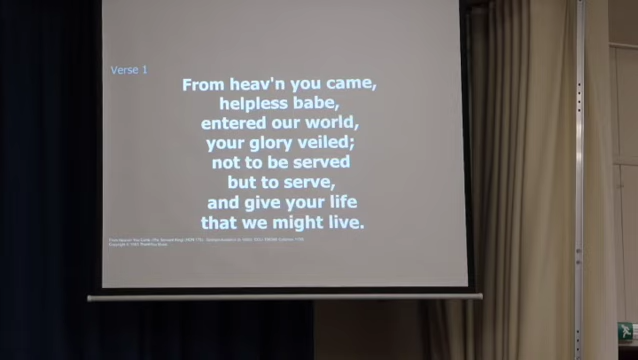 Verse 1
From heav'n you came,
helpless babe,
entered our world,
your glory veiled;
not to be served
but to serve,
and give your life
that we might live.